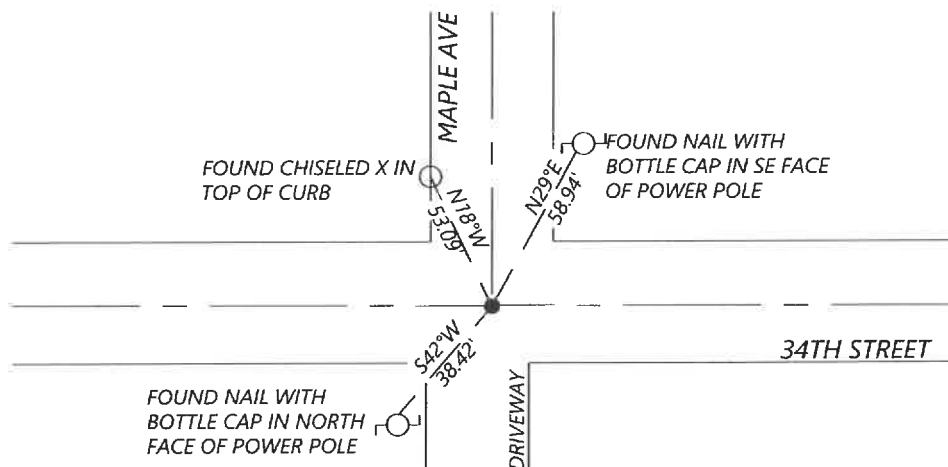 MAPLE AVE
FOUND CHISELED X IN
TOP OF CURB
N18°W
53.09'
N29°E
58.94'
FOUND NAIL WITH
BOTTLE CAP IN SE FACE
OF POWER POLE
S42°W
38.42'
34TH STREET
FOUND NAIL WITH
BOTTLE CAP IN NORTH
FACE OF POWER POLE
DRIVEWAY